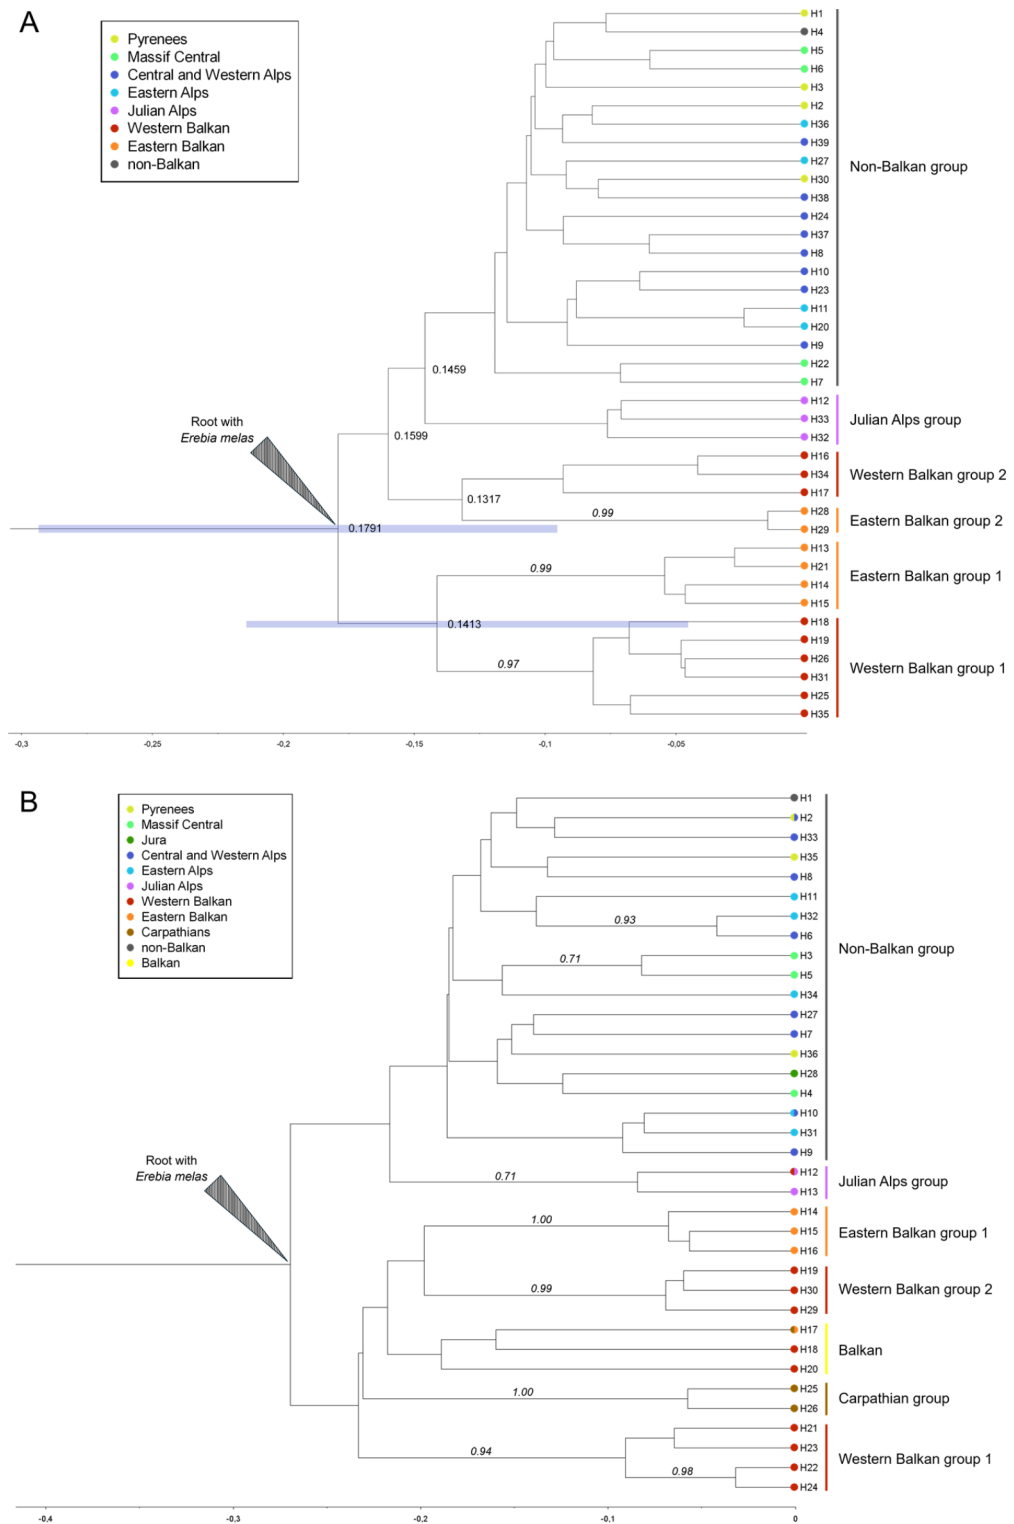 A
Pyrenees
Massif Central
Central and Western Alps
Eastern Alps
Julian Alps
Western Balkan
Eastern Balkan
non-Balkan
H1
H4
H5
H6
H3
H2
H36
H39
H27
Non-Balkan group
H30
H38
H24
H37
H8
H10
H23
H11
H20
H9
H22
0.1459
H7
H12
Root with
Julian Alps group
H33
Erebia melas
0.1599
H32
H16
Western Balkan group 2
H34
0.1317
H17
0.99
H28
Eastern Balkan group 2
0.1791
H29
H13
0.99
H21
Eastern Balkan group 1
H14
H15
0.1413
H18
H19
0.97
H26
Western Balkan group 1
H31
H25
H35
-0,3
-0,25
-0,2
-0,15
-0,1
-0,05
B
Pyrenees
Massif Central
Jura
Central and Western Alps
Eastern Alps
Julian Alps
Western Balkan
Eastern Balkan
Carpathians
non-Balkan
Balkan
H1
H2
H33
H35
H8
H11
0.93
H32
H6
Non-Balkan group
0.71
H3
H5
H34
H27
H7
H36
H28
H4
H10
H31
H9
Root with
Erebia melas
0.71
H12
Julian Alps group
H13
1.00
H14
H15
Eastern Balkan group 1
H16
H19
0.99
H30
Western Balkan group 2
H29
H17
H18
Balkan
H20
1.00
H25
Carpathian group
H26
H21
0.94
H23
Western Balkan group 1
0.98
H22
H24
-0,4
-0,3
-0,2
-0,1
0